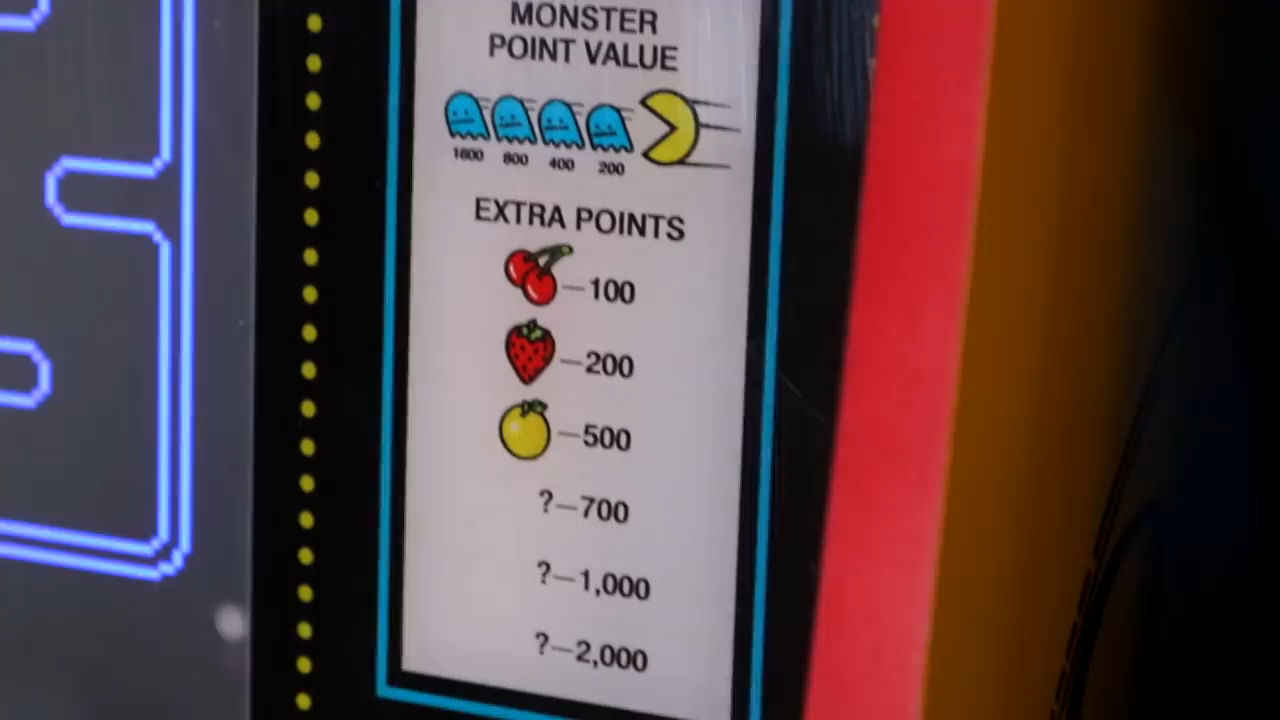 MONSTER
POINT VALUE
1600 800 400 200
EXTRA POINTS
—100
—200
—500
?—700
?—1,000
?—2,000